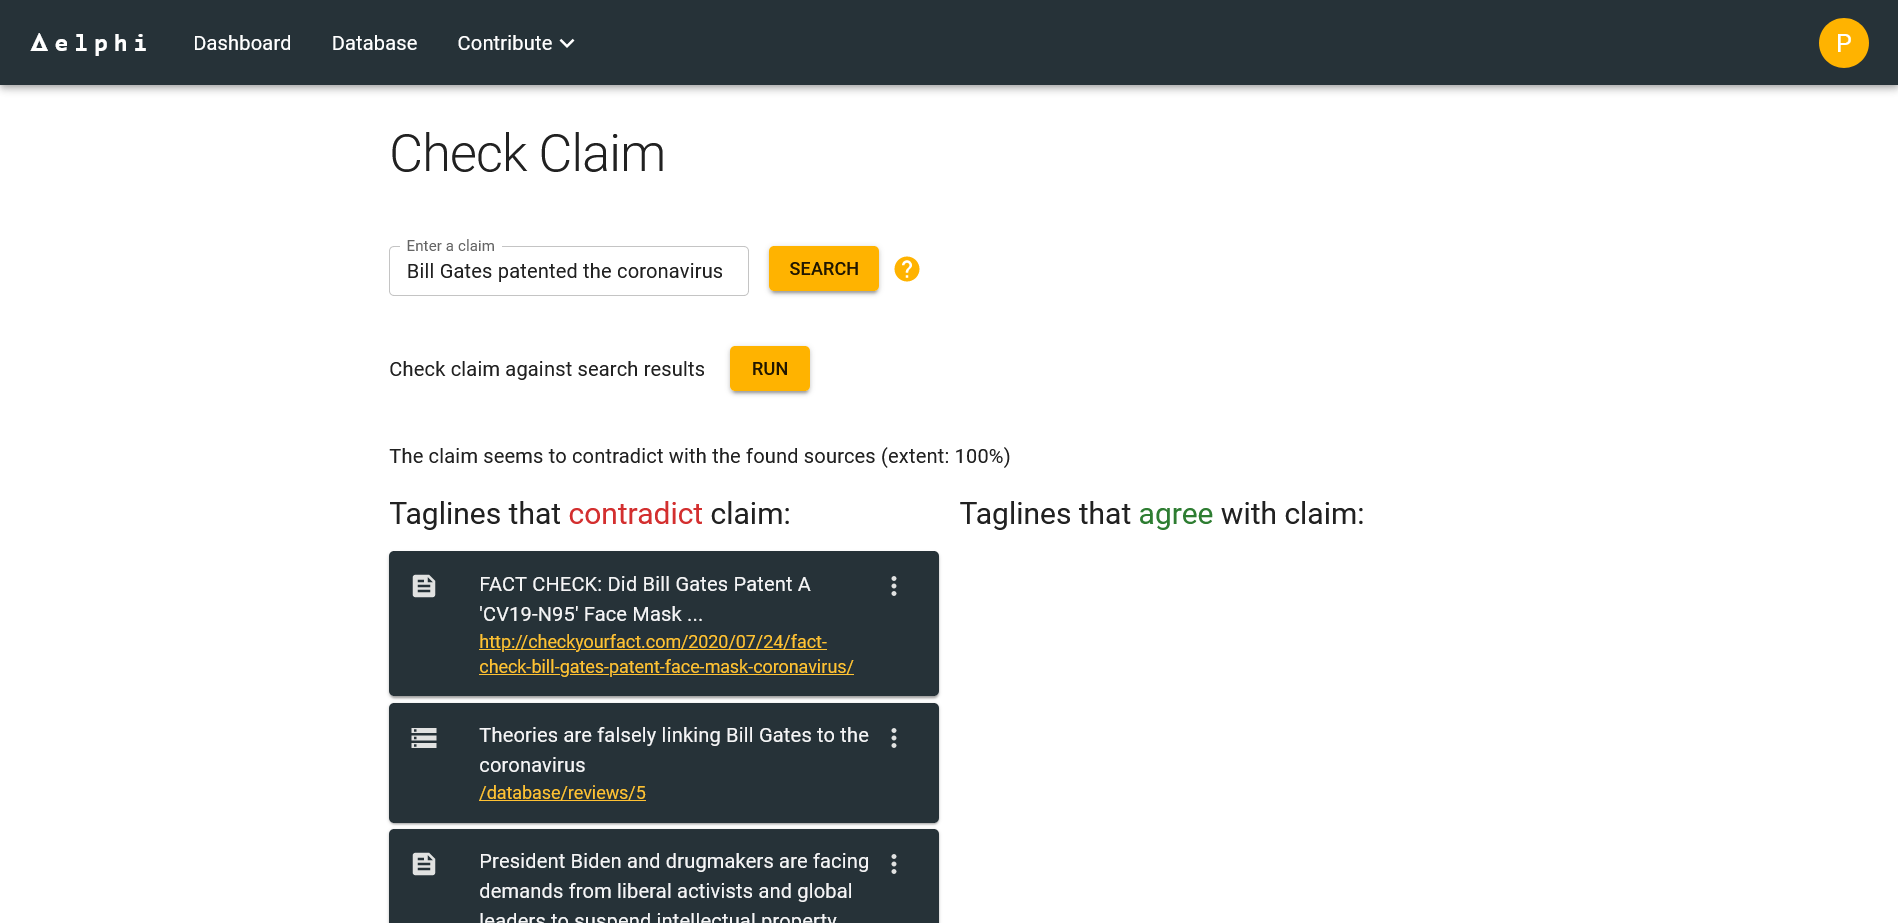 Δelphi Dashboard Database Contribute P
Check Claim
Enter a claim
Bill Gates patented the coronavirus SEARCH ?
Check claim against search results RUN
The claim seems to contradict with the found sources (extent: 100%)
Taglines that contradict claim: Taglines that agree with claim:
FACT CHECK: Did Bill Gates Patent A
'CV19-N95' Face Mask ...
http://checkyourfact.com/2020/07/24/fact-
check-bill-gates-patent-face-mask-coronavirus/
Theories are falsely linking Bill Gates to the
coronavirus
/database/reviews/5
President Biden and drugmakers are facing
demands from liberal activists and global
leaders to suspend intellectual property